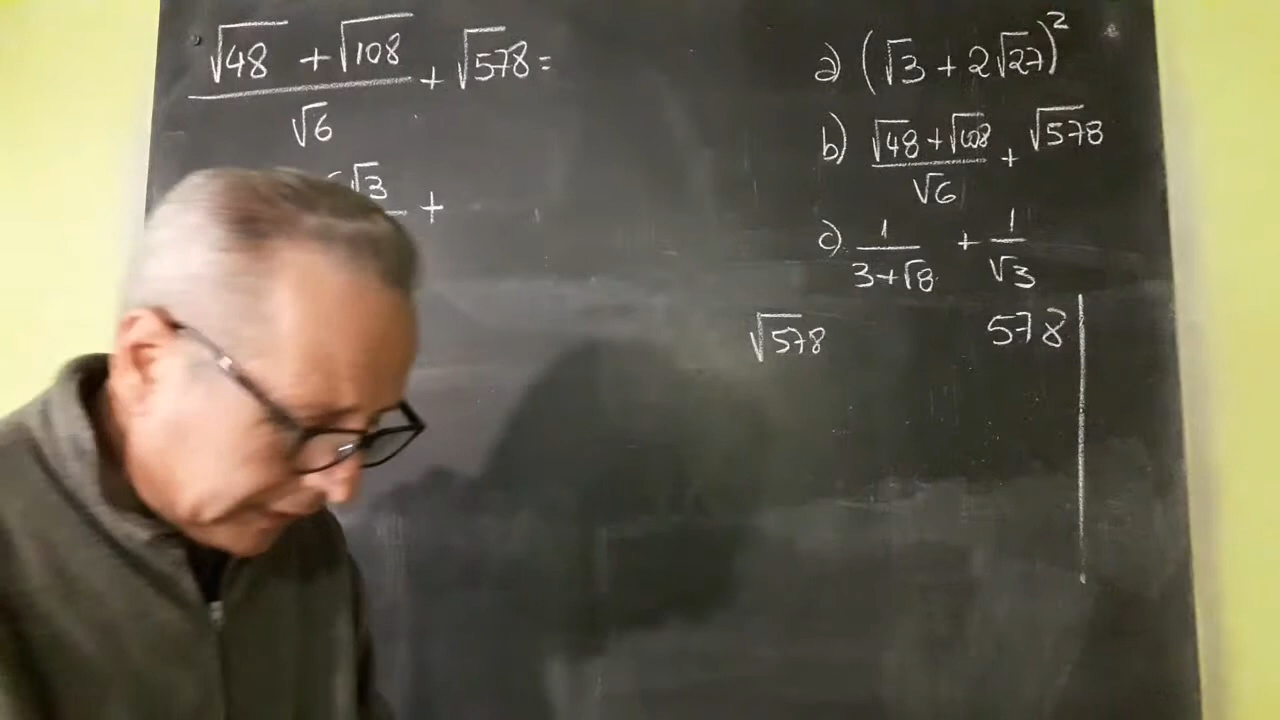 (√48 + √108)/√6 + √578 =
√3 +
a) (√3 + 2√27)²
b) (√48 + √108)/√6 + √578
c) 1/(3+√8) + 1/√3
√578
578